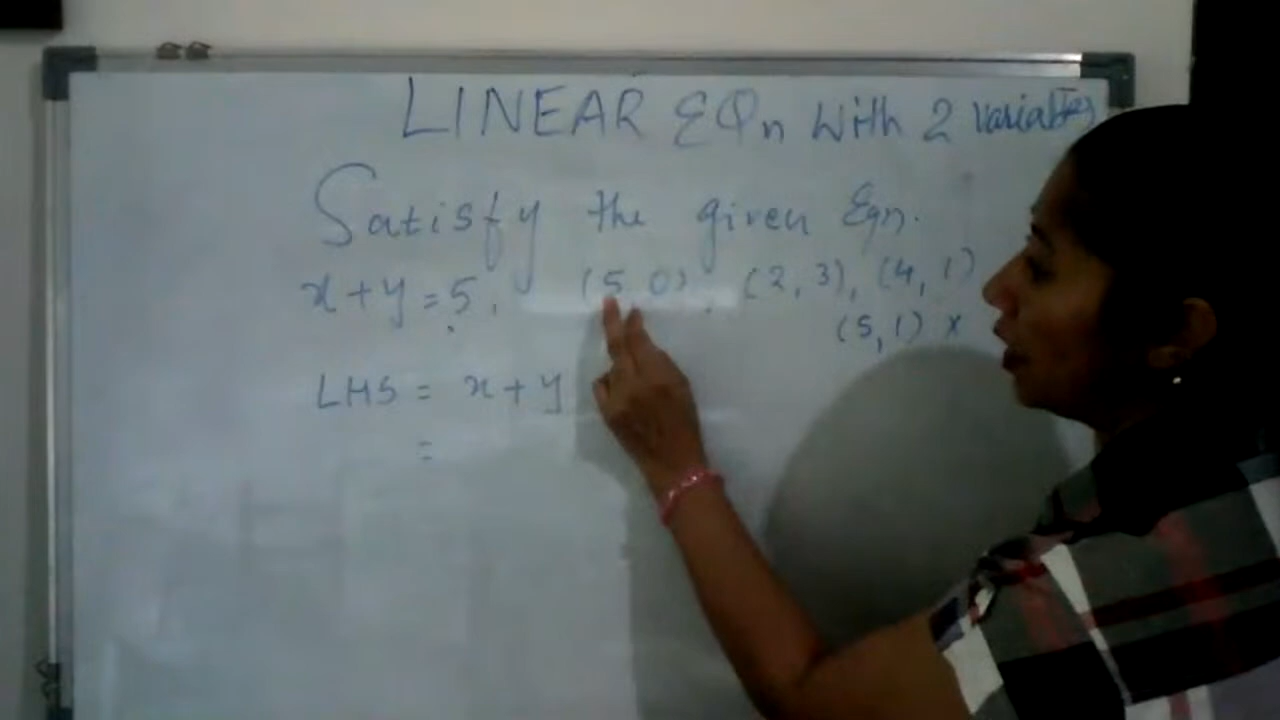 LINEAR EQn With 2 variables
Satisfy the given Eqn.
x+y=5, (5,0), (2,3), (4,1)
(5,1) x
LHS = x+y
=